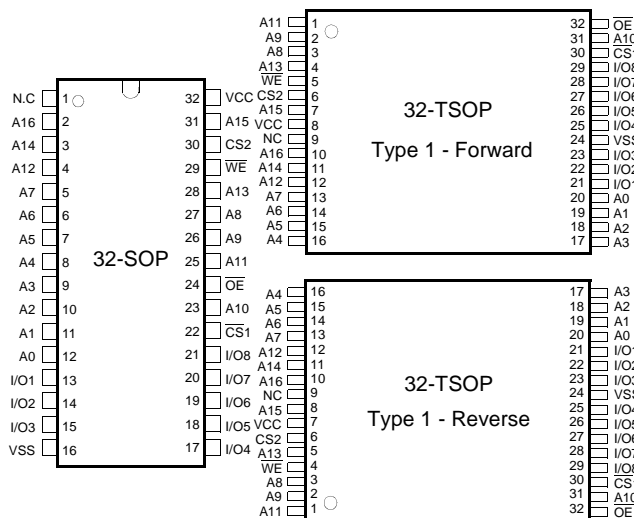 N.C 1 32 VCC
A16 2 31 A15
A14 3 30 CS2
A12 4 29 W̅E̅
A7 5 28 A13
A6 6 27 A8
A5 7 26 A9
A4 8 32-SOP 25 A11
A3 9 24 O̅E̅
A2 10 23 A10
A1 11 22 C̅S̅1
A0 12 21 I/O8
I/O1 13 20 I/O7
I/O2 14 19 I/O6
I/O3 15 18 I/O5
VSS 16 17 I/O4
A11 1 32 O̅E̅
A9 2 31 A10
A8 3 30 C̅S̅1
A13 4 29 I/O8
W̅E̅ 5 28 I/O7
CS2 6 27 I/O6
A15 7 26 I/O5
VCC 8 25 I/O4
NC 9 24 VSS
A16 10 23 I/O3
A14 11 22 I/O2
A12 12 21 I/O1
A7 13 20 A0
A6 14 19 A1
A5 15 18 A2
A4 16 17 A3
32-TSOP
Type 1 - Forward
A4 16 17 A3
A5 15 18 A2
A6 14 19 A1
A7 13 20 A0
A12 12 21 I/O1
A14 11 22 I/O2
A16 10 23 I/O3
NC 9 24 VSS
A15 8 25 I/O4
VCC 7 26 I/O5
CS2 6 27 I/O6
A13 5 28 I/O7
W̅E̅ 4 29 I/O8
A8 3 30 C̅S̅1
A9 2 31 A10
A11 1 32 O̅E̅
32-TSOP
Type 1 - Reverse